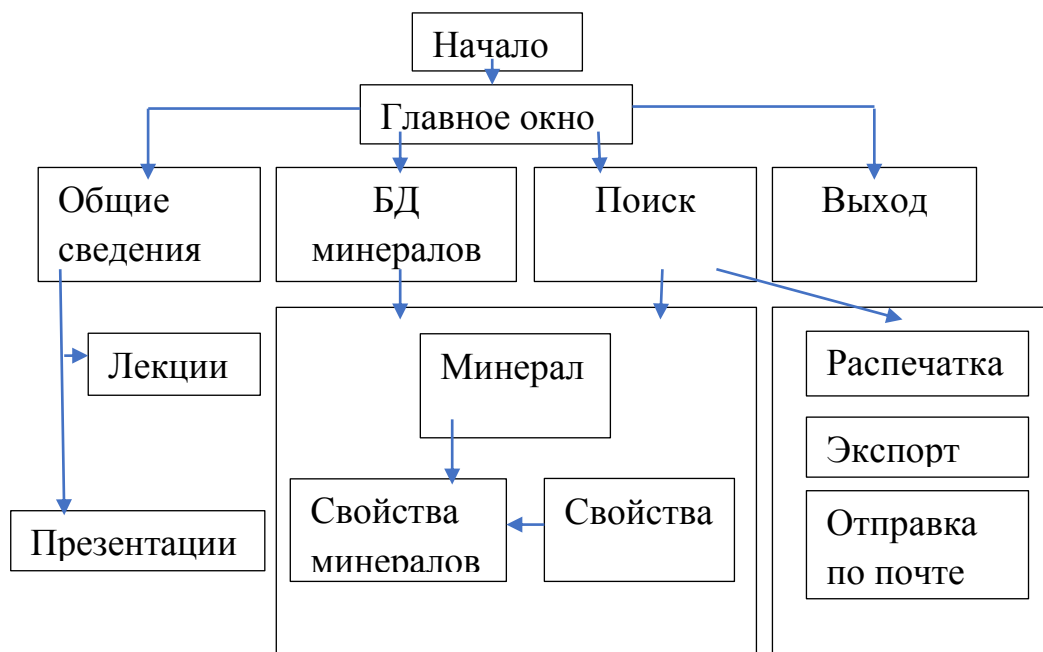 Начало
Главное окно
Общие
сведения
БД
минералов
Поиск
Выход
Лекции
Презентации
Минерал
Свойства
минералов
Свойства
Распечатка
Экспорт
Отправка
по почте